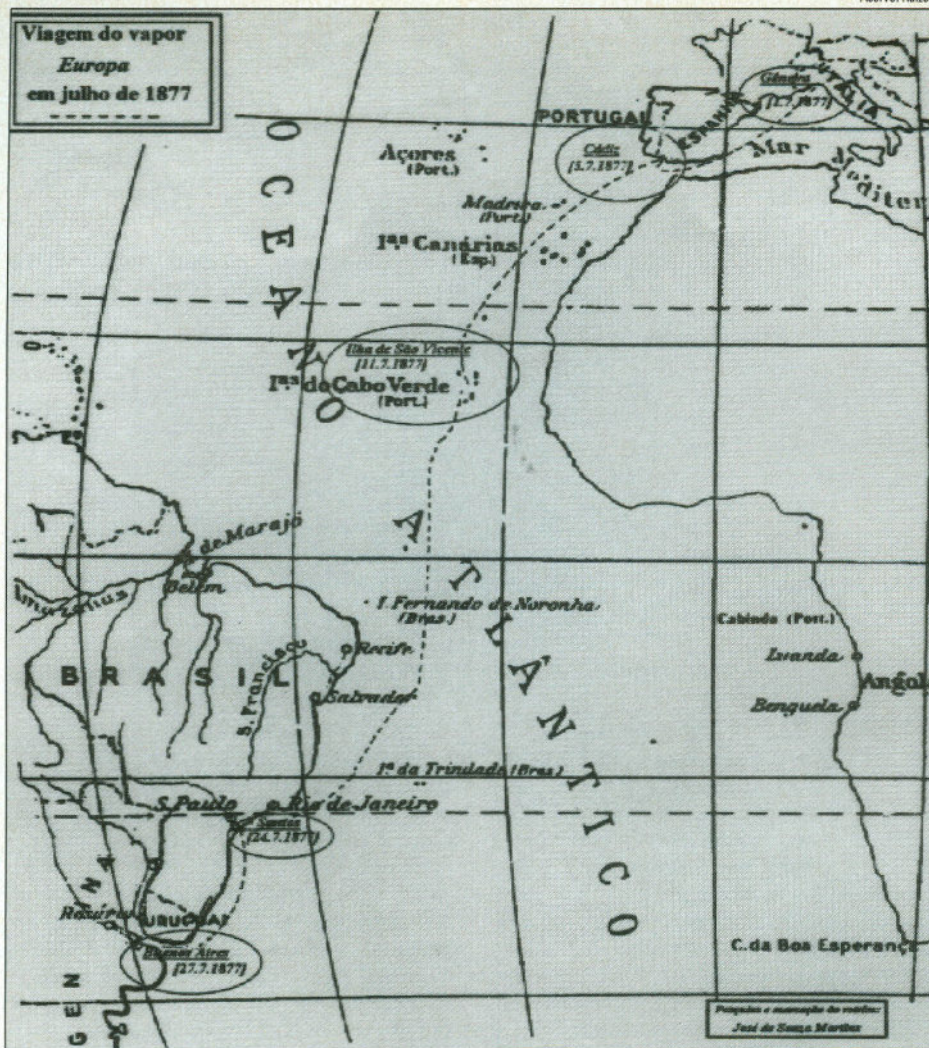 Viagem do vapor
Europa
em julho de 1877
Gênova
[1.7.1877]
ITÁLIA
PORTUGAL
ESPANHA
Cádiz
[5.7.1877]
Mar Mediter
Açores
(Port.)
Madeira
(Port.)
Iªs Canárias
(Esp.)
OCEANO
Ilha de São Vicente
[11.7.1877]
Iªs do Cabo Verde
(Port.)
ATLÂNTICO
I. de Marajó
Belém
Amazonas
I. Fernando de Noronha
(Bras.)
Cabinda (Port.)
Recife
Luanda
BRASIL
S. Francisco
Angol
Salvador
Benguela
Iª da Trindade (Bras)
S. Paulo
Rio de Janeiro
Santos
[24.7.1877]
Rosário
URUGUAI
Buenos Aires
[27.7.1877]
C. da Boa Esperança
Pesquisa e marcação do roteiro:
José de Souza Martins